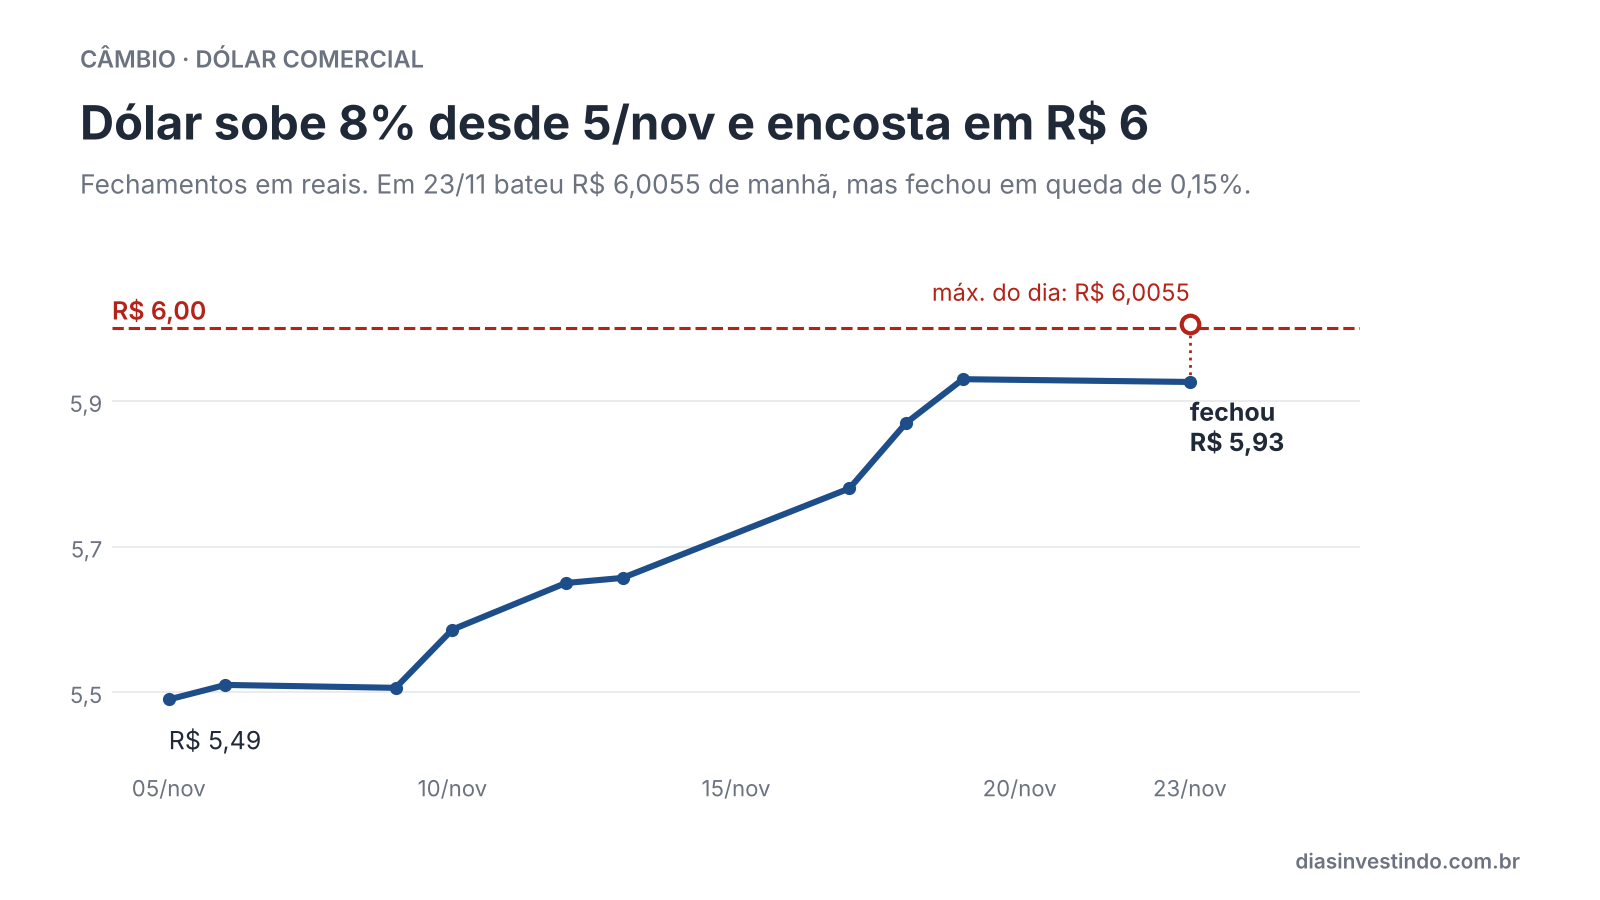 CÂMBIO · DÓLAR COMERCIAL
Dólar sobe 8% desde 5/nov e encosta em R$ 6
Fechamentos em reais. Em 23/11 bateu R$ 6,0055 de manhã, mas fechou em queda de 0,15%.
máx. do dia: R$ 6,0055
R$ 6,00
5,9
fechou
R$ 5,93
5,7
5,5
R$ 5,49
05/nov
10/nov
15/nov
20/nov
23/nov
diasinvestindo.com.br